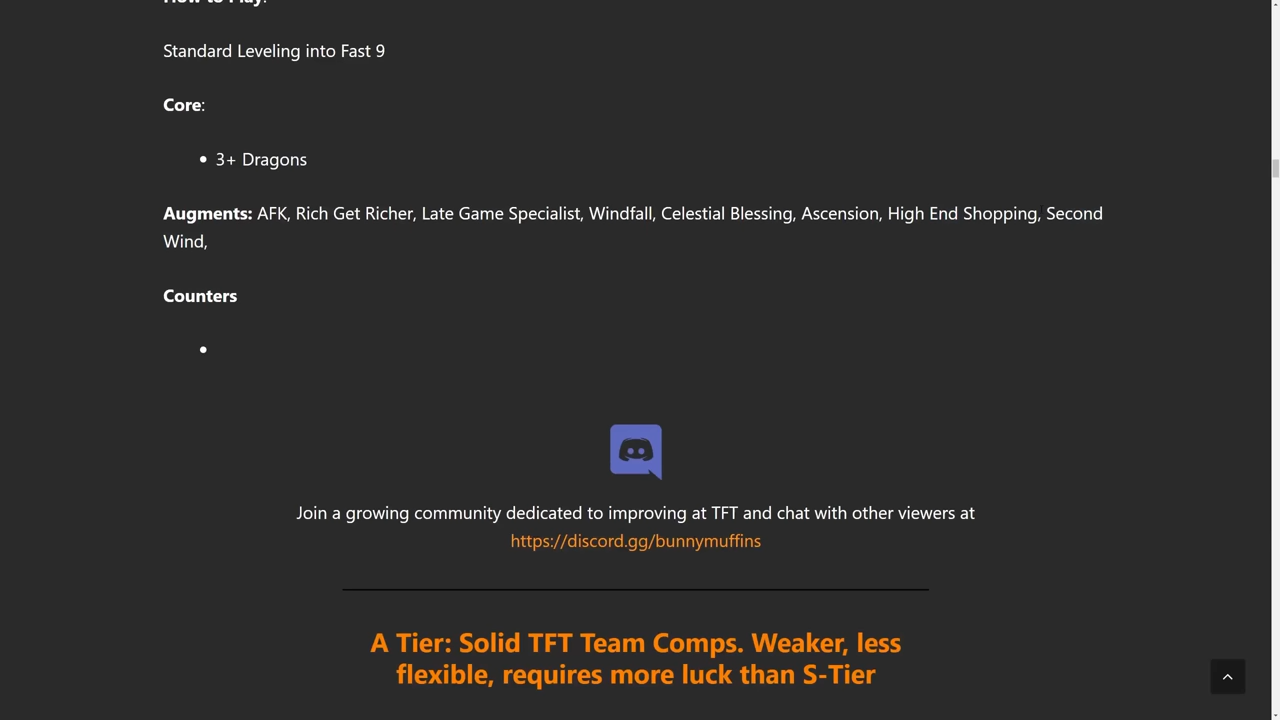 How to Play:
Standard Leveling into Fast 9
Core:
• 3+ Dragons
Augments: AFK, Rich Get Richer, Late Game Specialist, Windfall, Celestial Blessing, Ascension, High End Shopping, Second
Wind,
Counters
•
Join a growing community dedicated to improving at TFT and chat with other viewers at
https://discord.gg/bunnymuffins
A Tier: Solid TFT Team Comps. Weaker, less
flexible, requires more luck than S-Tier